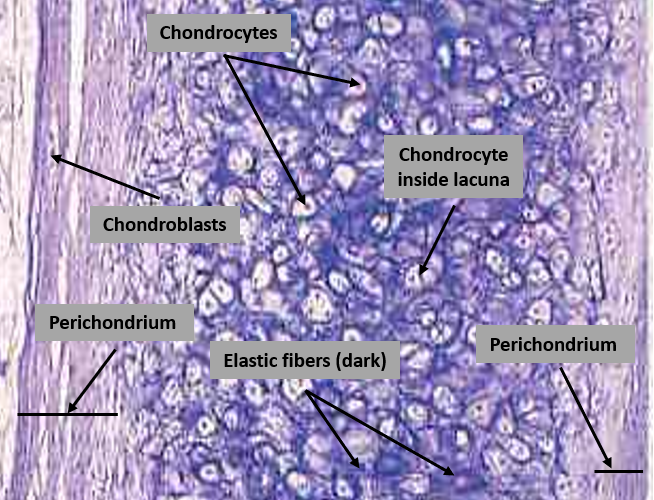 Chondrocytes
Chondrocyte
inside lacuna
Chondroblasts
Perichondrium
Perichondrium
Elastic fibers (dark)